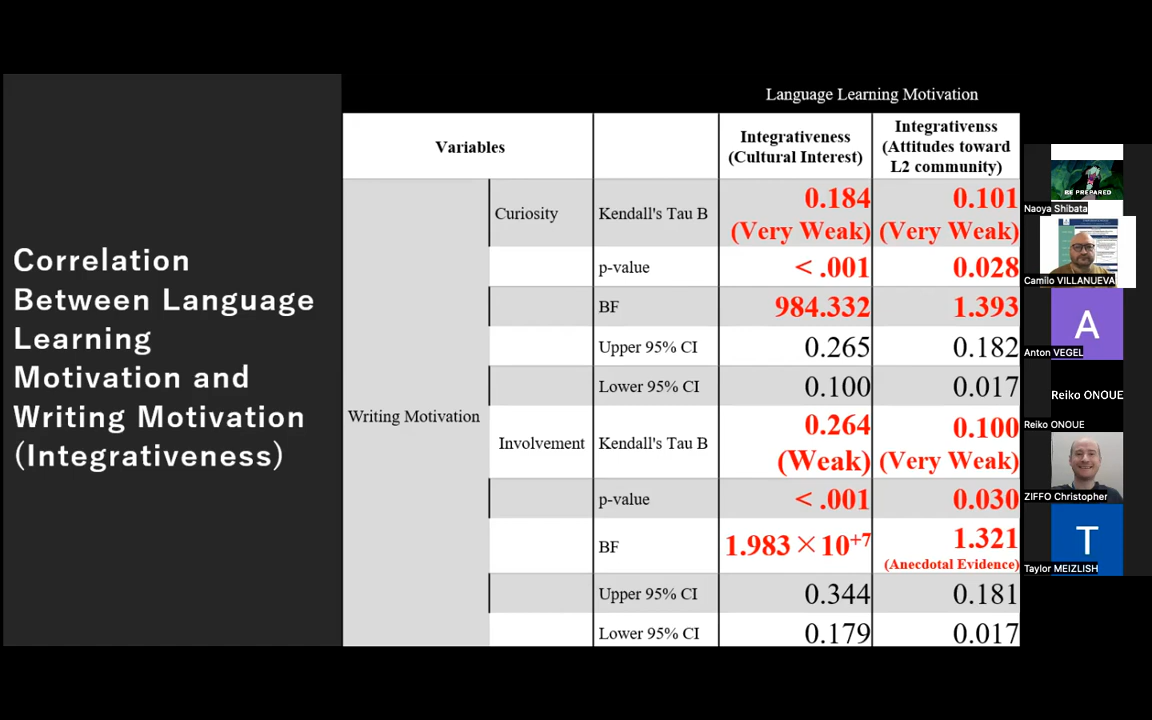 Correlation
Between Language
Learning
Motivation and
Writing Motivation
(Integrativeness)
Language Learning Motivation
Variables
Integrativeness
(Cultural Interest)
Integrativenss
(Attitudes toward
L2 community)
Writing Motivation
Curiosity
Kendall's Tau B
0.184
(Very Weak)
0.101
(Very Weak)
p-value
< .001
0.028
BF
984.332
1.393
Upper 95% CI
0.265
0.182
Lower 95% CI
0.100
0.017
Involvement
Kendall's Tau B
0.264
(Weak)
0.100
(Very Weak)
p-value
< .001
0.030
BF
1.983×10+7
1.321
(Anecdotal Evidence)
Upper 95% CI
0.344
0.181
Lower 95% CI
0.179
0.017
BE PREPARED
Naoya Shibata
Camilo VILLANUEVA
A
Anton VEGEL
Reiko ONOUE
Reiko ONOUE
ZIFFO Christopher
T
Taylor MEIZLISH